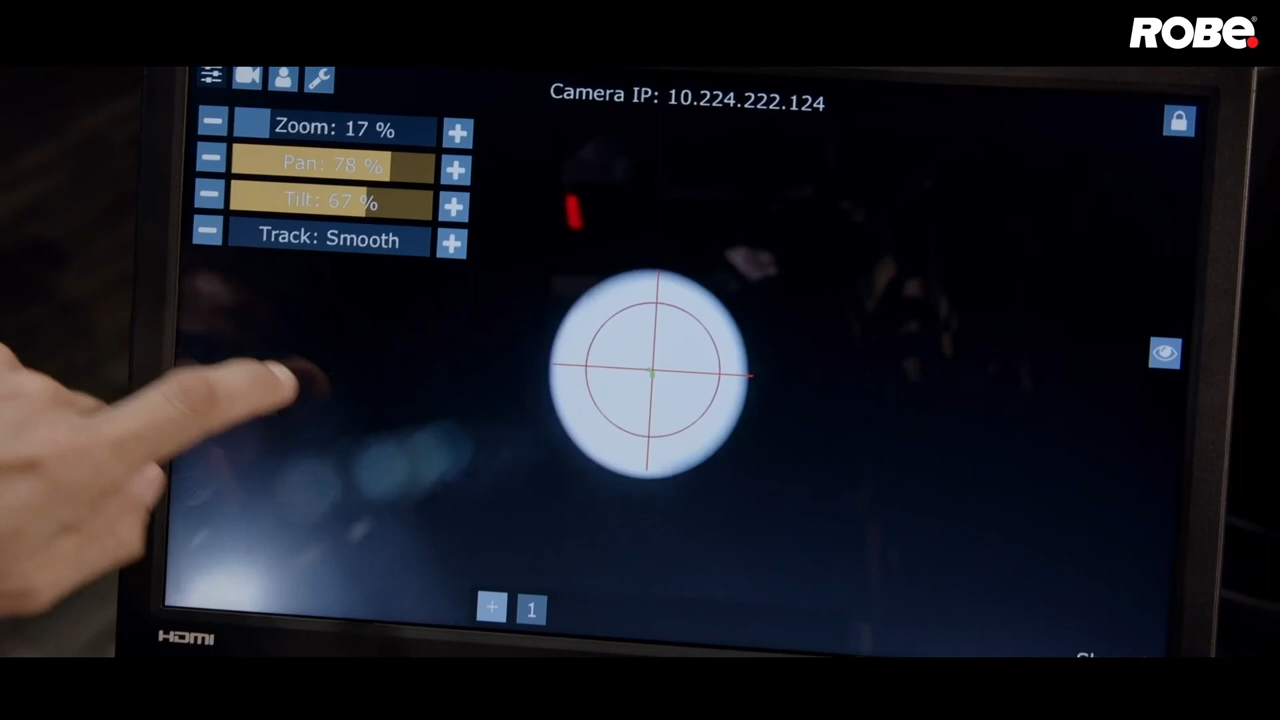 ROBe®
Camera IP: 10.224.222.124
Zoom: 17 %
Pan: 78 %
Tilt: 67 %
Track: Smooth
1
HDMI